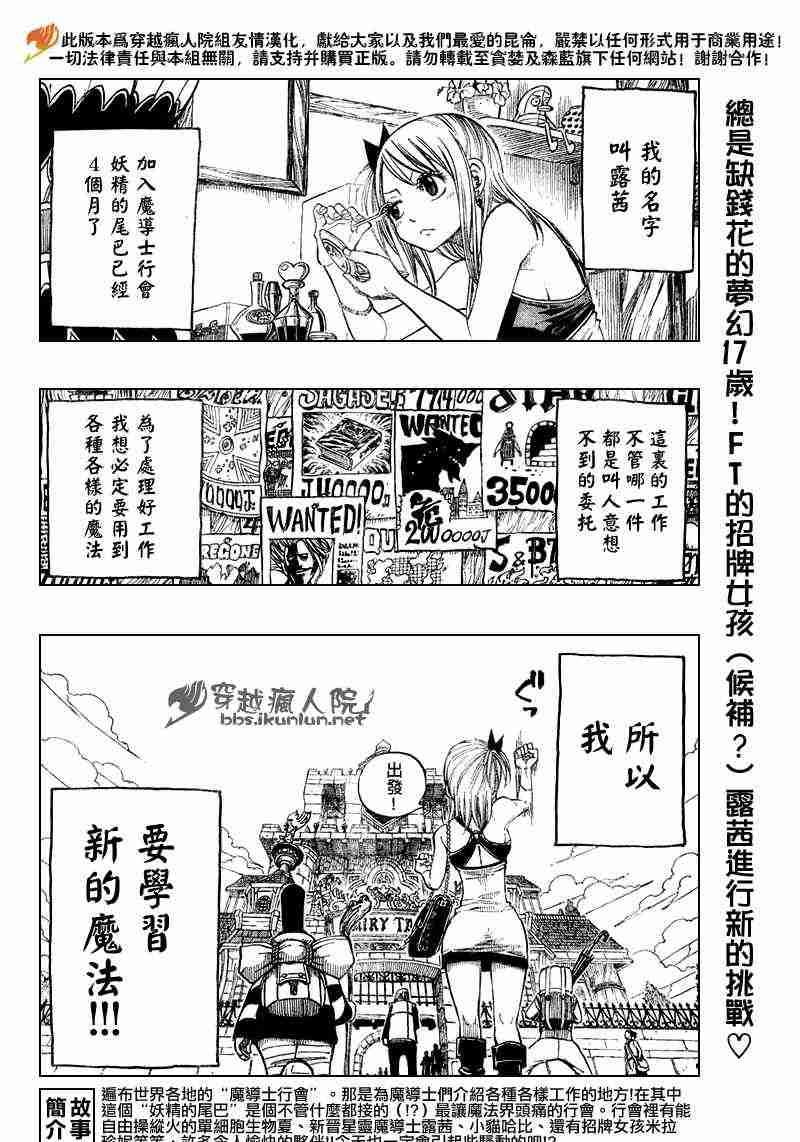 此版本爲穿越瘋人院組友情漢化，獻給大家以及我們最愛的昆侖，嚴禁以任何形式用于商業用途！
一切法律責任與本組無關，請支持并購買正版。請勿轉載至貪婪及森藍旗下任何網站！謝謝合作！
總是缺錢花的夢幻17歲！FT的招牌女孩（候補？）露茜進行新的挑戰♡
我的名字
叫露茜
加入魔導士行會
妖精的尾巴已經
4個月了
這裏的工作
不管哪一件
都是叫人意想
不到的委托
為了處理好工作
我想必定要用到
各種各樣的魔法
WANTED
35000
WANTED!
200000J
穿越瘋人院
bbs.ikunlun.net
所以
我
ぐっ
出發！
要學習
新的魔法!!!
FAIRY TA
故事
簡介
遍布世界各地的“魔導士行會”。那是為魔導士們介紹各種各樣工作的地方!在其中
這個“妖精的尾巴”是個不管什麼都接的（!?）最讓魔法界頭痛的行會。行會裡有能
自由操縱火的單細胞生物夏、新晉星靈魔導士露茜、小貓哈比、還有招牌女孩米拉